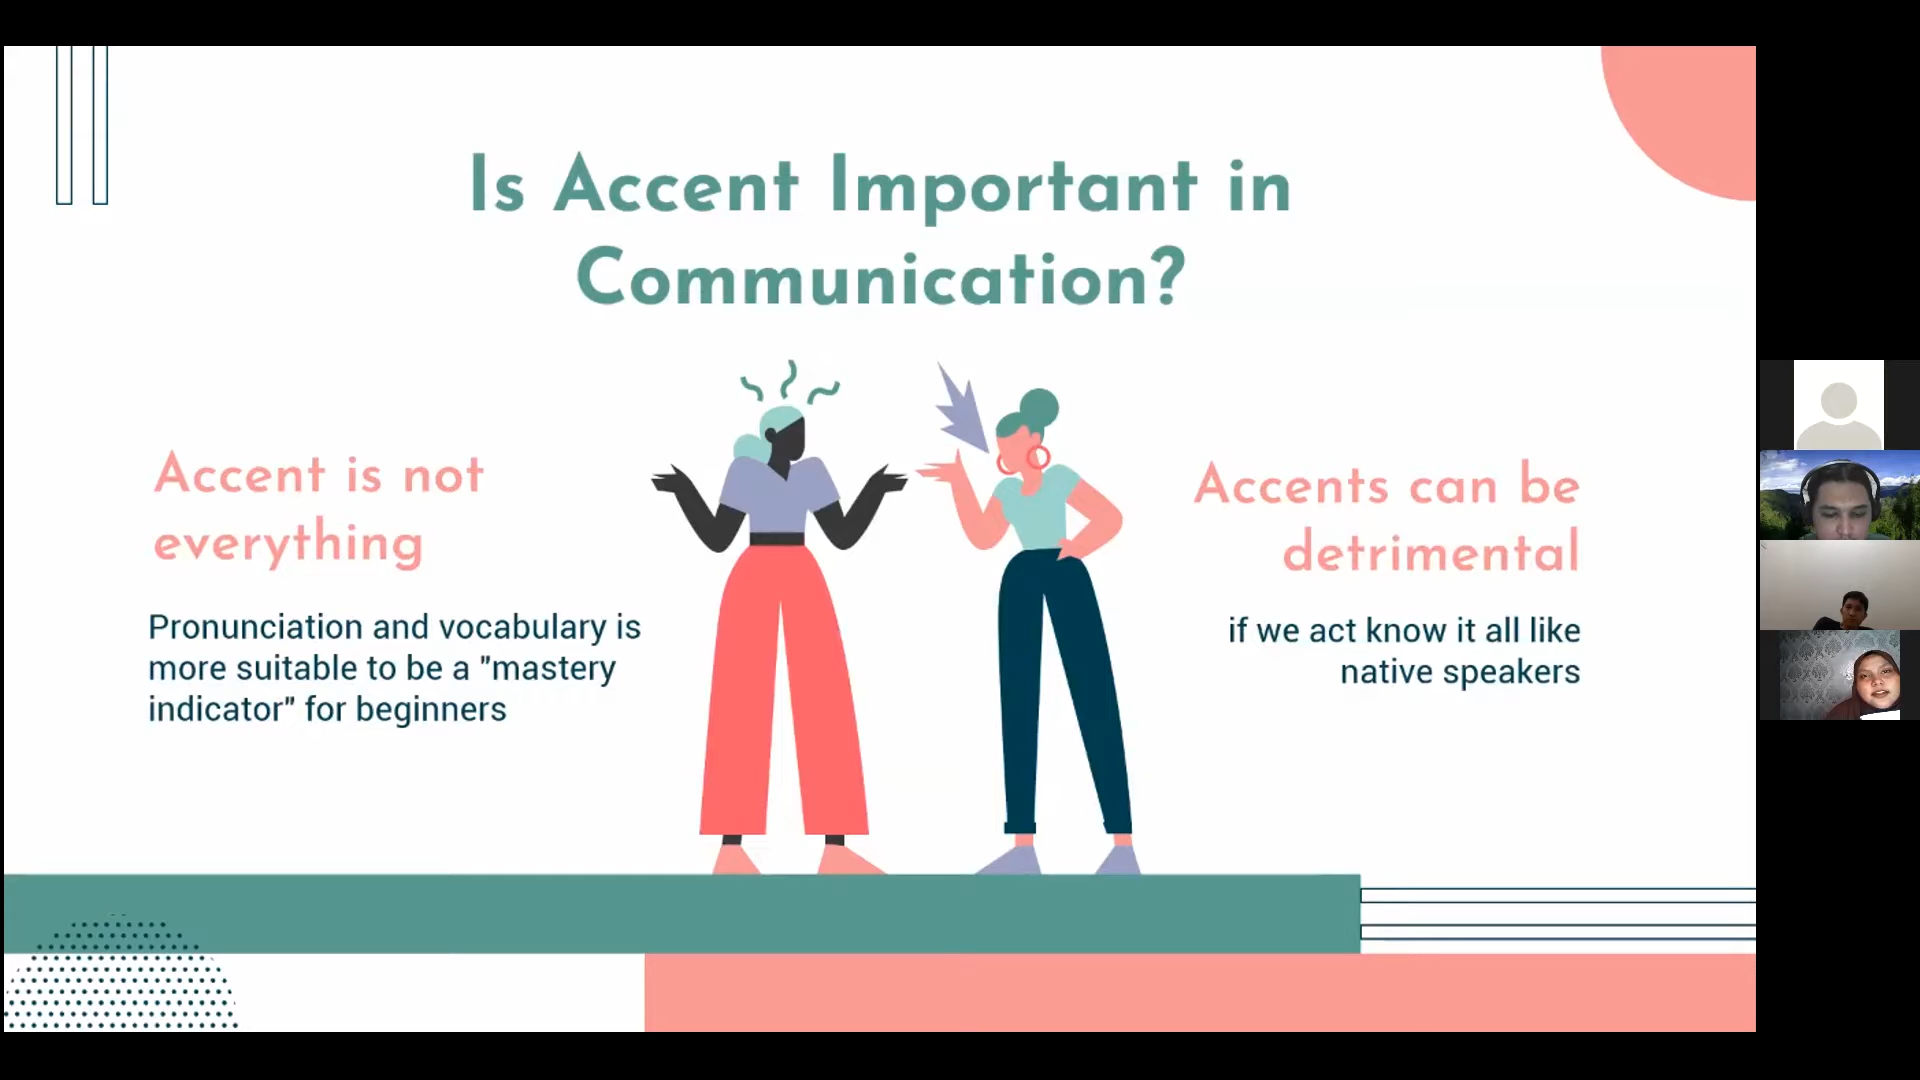 Is Accent Important in
Communication?
Accent is not
everything
Pronunciation and vocabulary is
more suitable to be a "mastery
indicator" for beginners
Accents can be
detrimental
if we act know it all like
native speakers